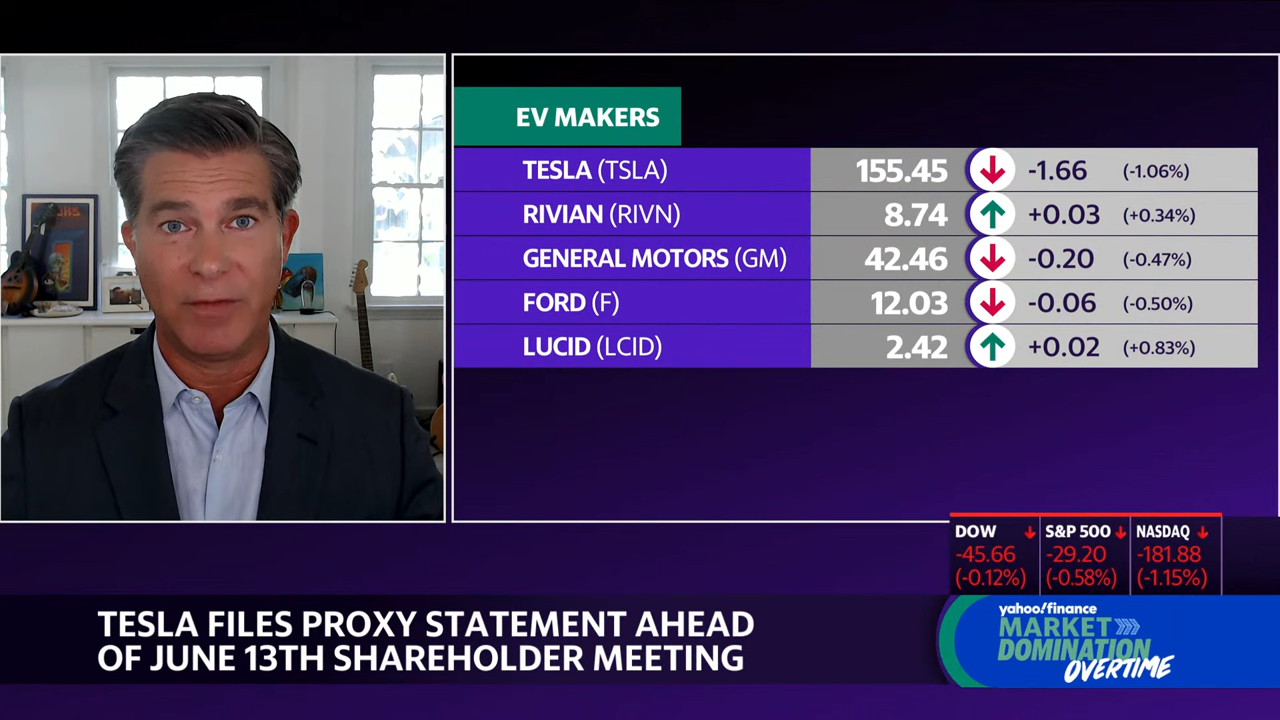 EV MAKERS
TESLA (TSLA) 155.45 -1.66 (-1.06%)
RIVIAN (RIVN) 8.74 +0.03 (+0.34%)
GENERAL MOTORS (GM) 42.46 -0.20 (-0.47%)
FORD (F) 12.03 -0.06 (-0.50%)
LUCID (LCID) 2.42 +0.02 (+0.83%)
DOW S&P 500 NASDAQ
-45.66 -29.20 -181.88
(-0.12%) (-0.58%) (-1.15%)
TESLA FILES PROXY STATEMENT AHEAD
OF JUNE 13TH SHAREHOLDER MEETING
yahoo!finance
MARKET
DOMINATION
OVERTIME